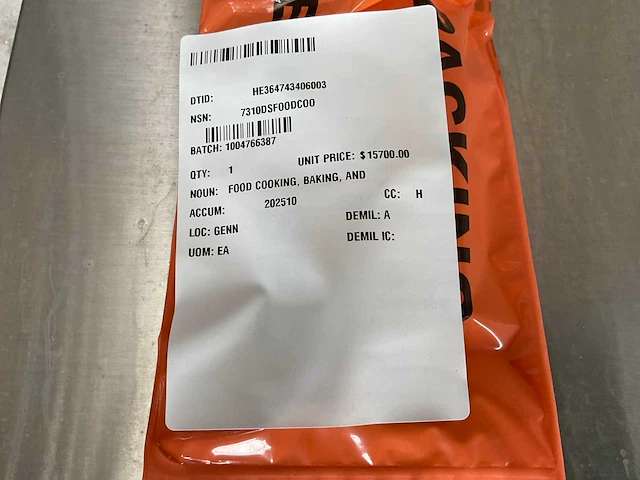 DTID: HE364743406003
NSN: 7310DSFOODCOO
BATCH: 1004766387
QTY: 1 UNIT PRICE: $15700.00
NOUN: FOOD COOKING, BAKING, AND
ACCUM: 202510 CC: H
LOC: GENN DEMIL: A
UOM: EA DEMIL IC:
PACKING